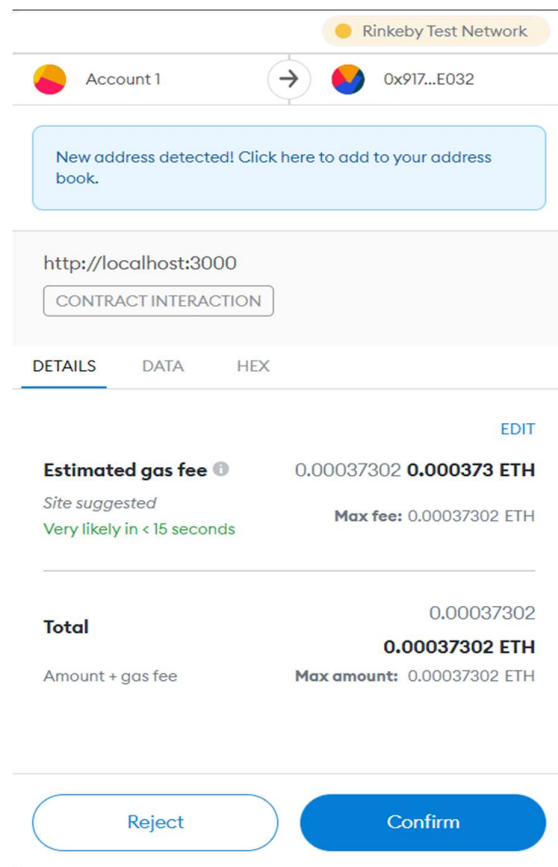 Rinkeby Test Network
Account 1
0x917...E032
New address detected! Click here to add to your address
book.
http://localhost:3000
CONTRACT INTERACTION
DETAILS DATA HEX
EDIT
Estimated gas fee 0.00037302 0.000373 ETH
Site suggested
Max fee: 0.00037302 ETH
Very likely in < 15 seconds
0.00037302
Total
0.00037302 ETH
Amount + gas fee Max amount: 0.00037302 ETH
Reject Confirm